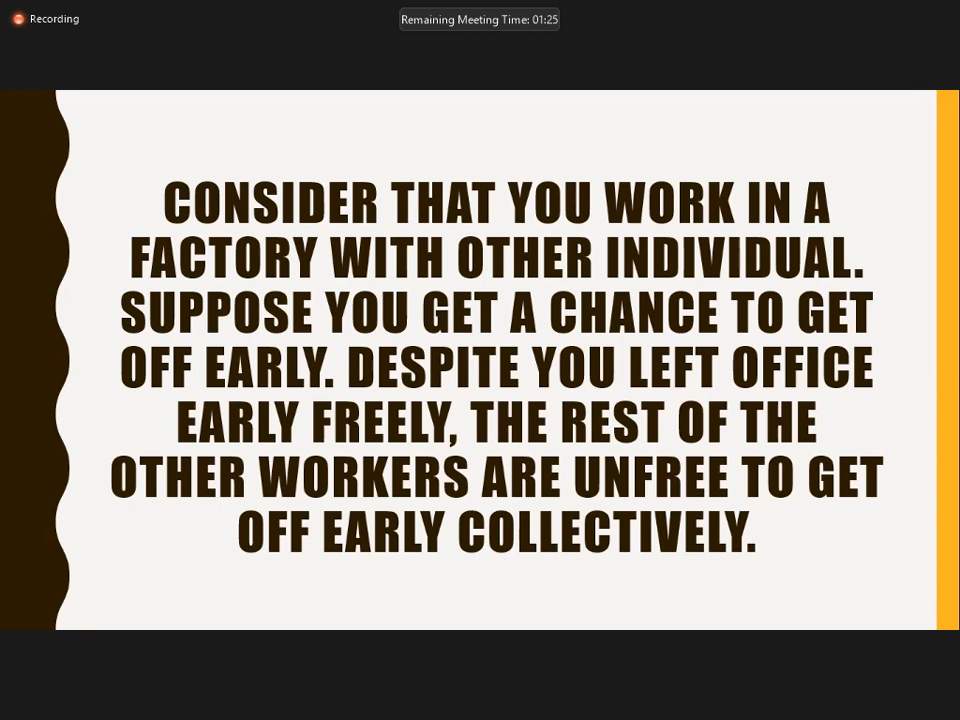 Recording
Remaining Meeting Time: 01:25
CONSIDER THAT YOU WORK IN A
FACTORY WITH OTHER INDIVIDUAL.
SUPPOSE YOU GET A CHANCE TO GET
OFF EARLY. DESPITE YOU LEFT OFFICE
EARLY FREELY, THE REST OF THE
OTHER WORKERS ARE UNFREE TO GET
OFF EARLY COLLECTIVELY.